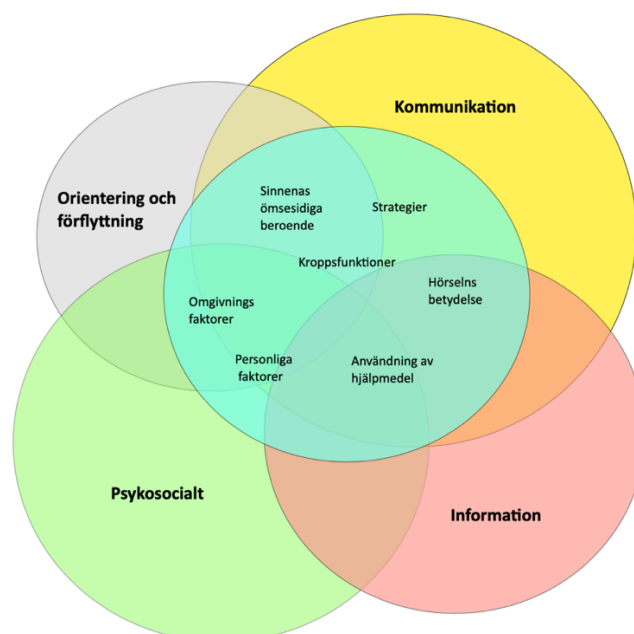 Kommunikation
Orientering och
förflyttning
Sinnenas
ömsesidiga
beroende
Strategier
Kroppsfunktioner
Hörselns
betydelse
Omgivnings
faktorer
Personliga
faktorer
Användning av
hjälpmedel
Psykosocialt
Information